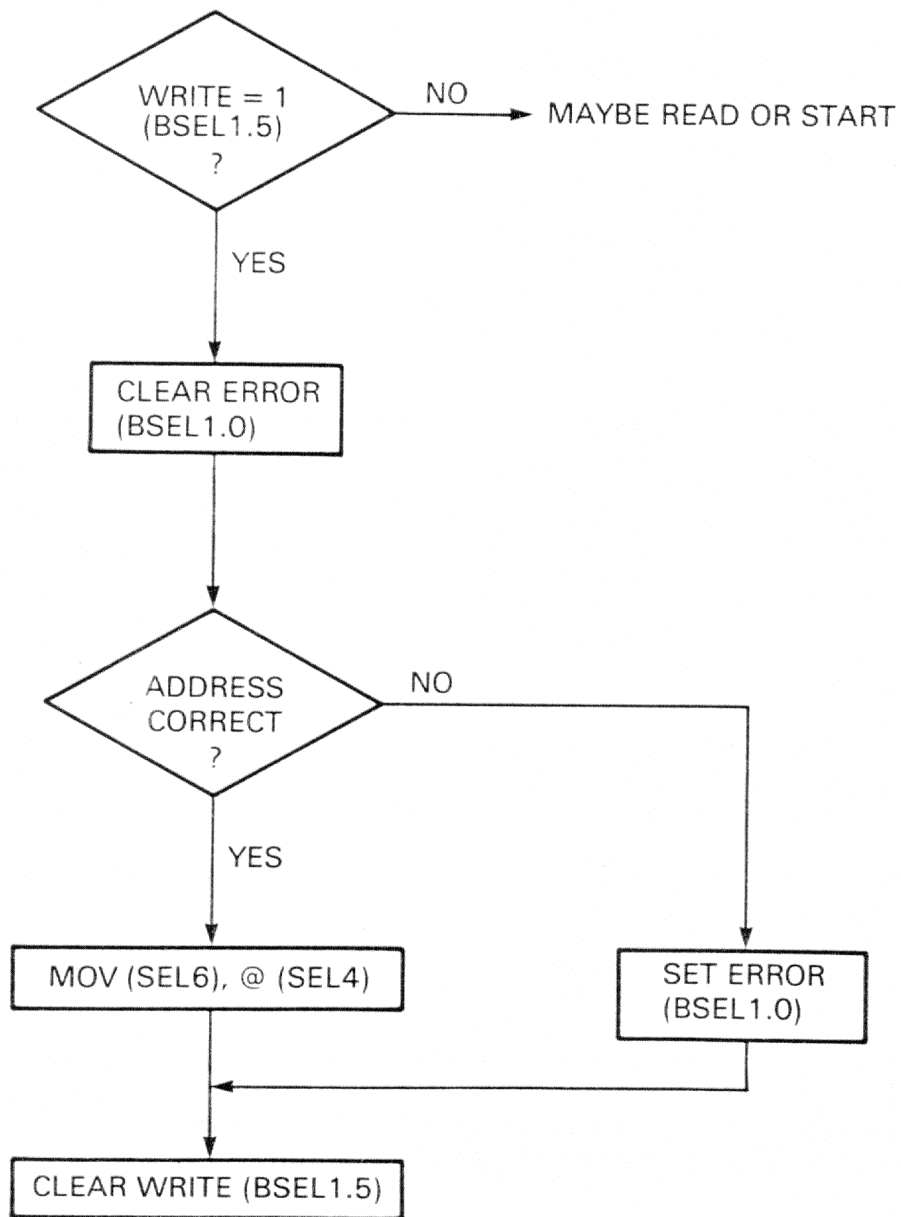 WRITE = 1
(BSEL1.5)
?
NO
MAYBE READ OR START
YES
CLEAR ERROR
(BSEL1.0)
ADDRESS
CORRECT
?
NO
YES
MOV (SEL6), @ (SEL4)
SET ERROR
(BSEL1.0)
CLEAR WRITE (BSEL1.5)